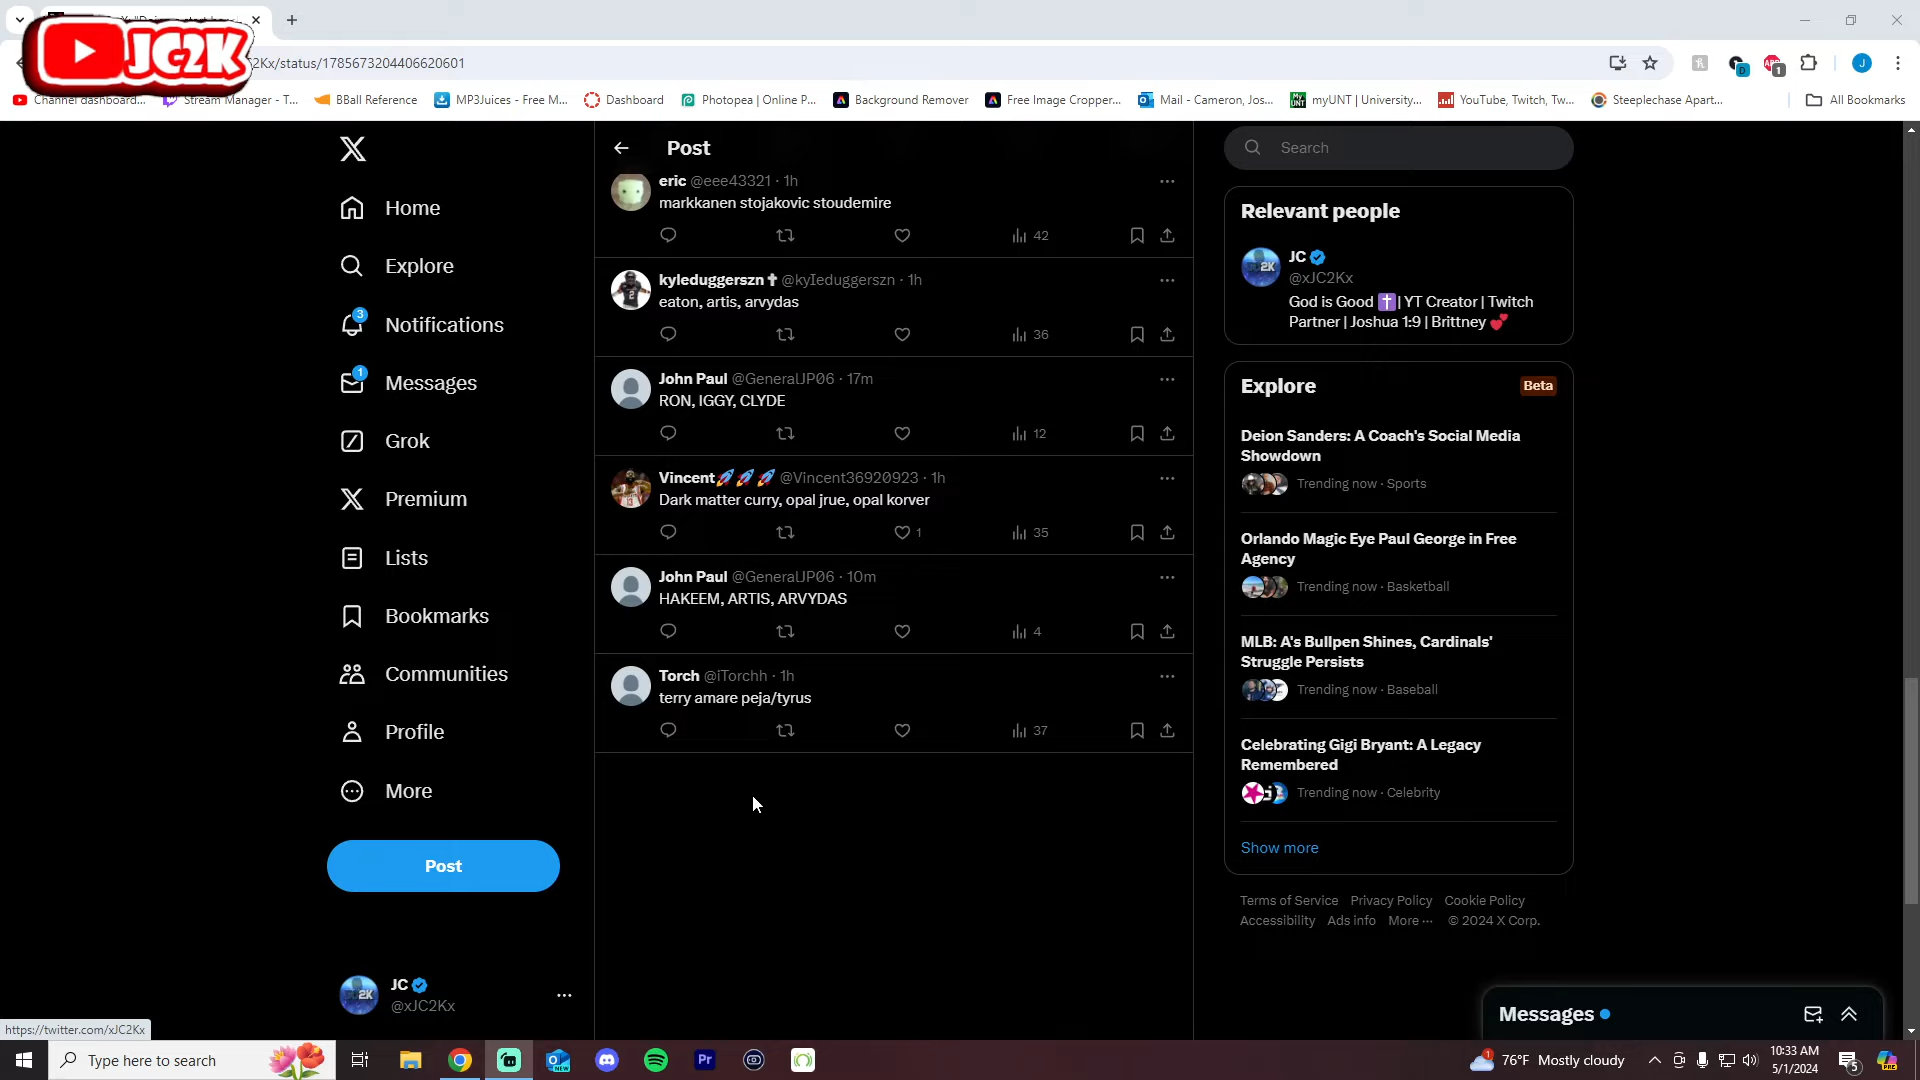 JC2K
2Kx/status/1785673204406620601
Channel dashboard...
Stream Manager - T...
BBall Reference
MP3Juices - Free M...
Dashboard
Photopea | Online P...
Background Remover
Free Image Cropper...
Mail - Cameron, Jos...
myUNT | University...
YouTube, Twitch, Tw...
Steeplechase Apart...
All Bookmarks
Home
Explore
3
Notifications
1
Messages
Grok
Premium
Lists
Bookmarks
Communities
Profile
More
Post
JC
@xJC2Kx
Post
eric @eee43321 · 1h
markkanen stojakovic stoudemire
42
kyleduggerszn✝ @kyIeduggerszn · 1h
eaton, artis, arvydas
36
John Paul @GeneralJP06 · 17m
RON, IGGY, CLYDE
12
Vincent🚀🚀🚀 @Vincent36920923 · 1h
Dark matter curry, opal jrue, opal korver
1
35
John Paul @GeneralJP06 · 10m
HAKEEM, ARTIS, ARVYDAS
4
Torch @iTorchh · 1h
terry amare peja/tyrus
37
Search
Relevant people
JC
@xJC2Kx
God is Good ✝️| YT Creator | Twitch
Partner | Joshua 1:9 | Brittney 💕
Explore
Beta
Deion Sanders: A Coach's Social Media
Showdown
Trending now · Sports
Orlando Magic Eye Paul George in Free
Agency
Trending now · Basketball
MLB: A's Bullpen Shines, Cardinals'
Struggle Persists
Trending now · Baseball
Celebrating Gigi Bryant: A Legacy
Remembered
Trending now · Celebrity
Show more
Terms of Service Privacy Policy Cookie Policy
Accessibility Ads info More ··· © 2024 X Corp.
Messages
https://twitter.com/xJC2Kx
Type here to search
76°F Mostly cloudy
10:33 AM
5/1/2024
5